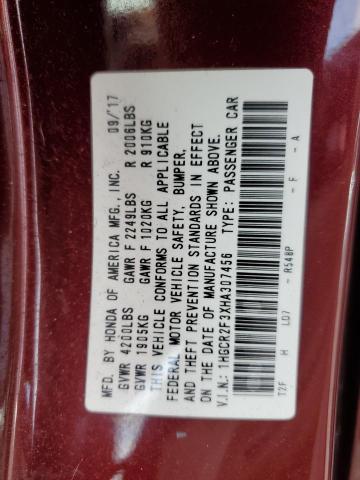 MFD. BY HONDA OF AMERICA MFG., INC. 09/17
GVWR 4200LBS GAWR F 2249LBS R 2006LBS
GVWR 1905KG GAWR F 1020KG R 910KG
THIS VEHICLE CONFORMS TO ALL APPLICABLE
FEDERAL MOTOR VEHICLE SAFETY, BUMPER,
AND THEFT PREVENTION STANDARDS IN EFFECT
ON THE DATE OF MANUFACTURE SHOWN ABOVE.
V.I.N.: 1HGCR2F3XHA307456 TYPE: PASSENGER CAR
T2F H LD7 - R548P - F - A